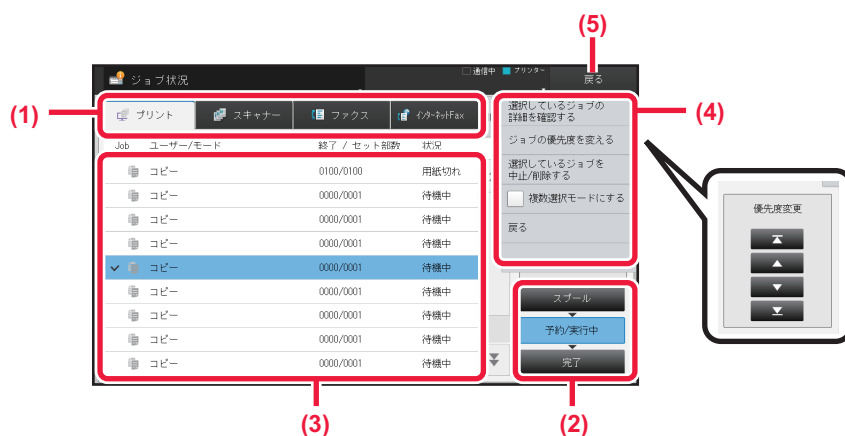 (5)
ジョブ状況
通信中 プリンター
戻る
(1)
プリント スキャナー ファクス インターネットFax
(4)
選択しているジョブの
詳細を確認する
ジョブの優先度を変える
選択しているジョブを
中止/削除する
複数選択モードにする
戻る
Job ユーザー/モード 終了 / セット部数 状況
コピー 0100/0100 用紙切れ
コピー 0000/0001 待機中
コピー 0000/0001 待機中
コピー 0000/0001 待機中
コピー 0000/0001 待機中
コピー 0000/0001 待機中
コピー 0000/0001 待機中
コピー 0000/0001 待機中
コピー 0000/0001 待機中
優先度変更
スプール
予約/実行中
完了
(3)
(2)